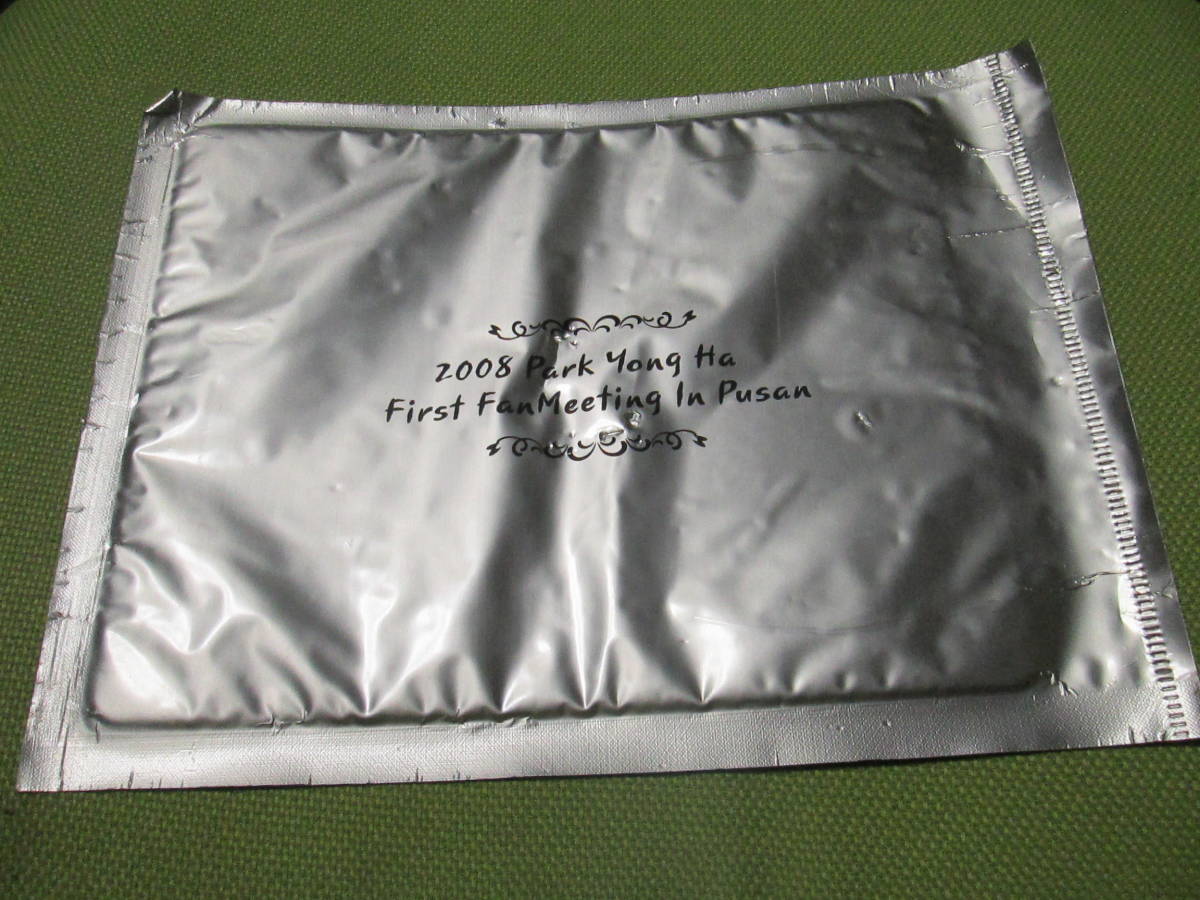 2008 Park Yong Ha
First FanMeeting In Pusan